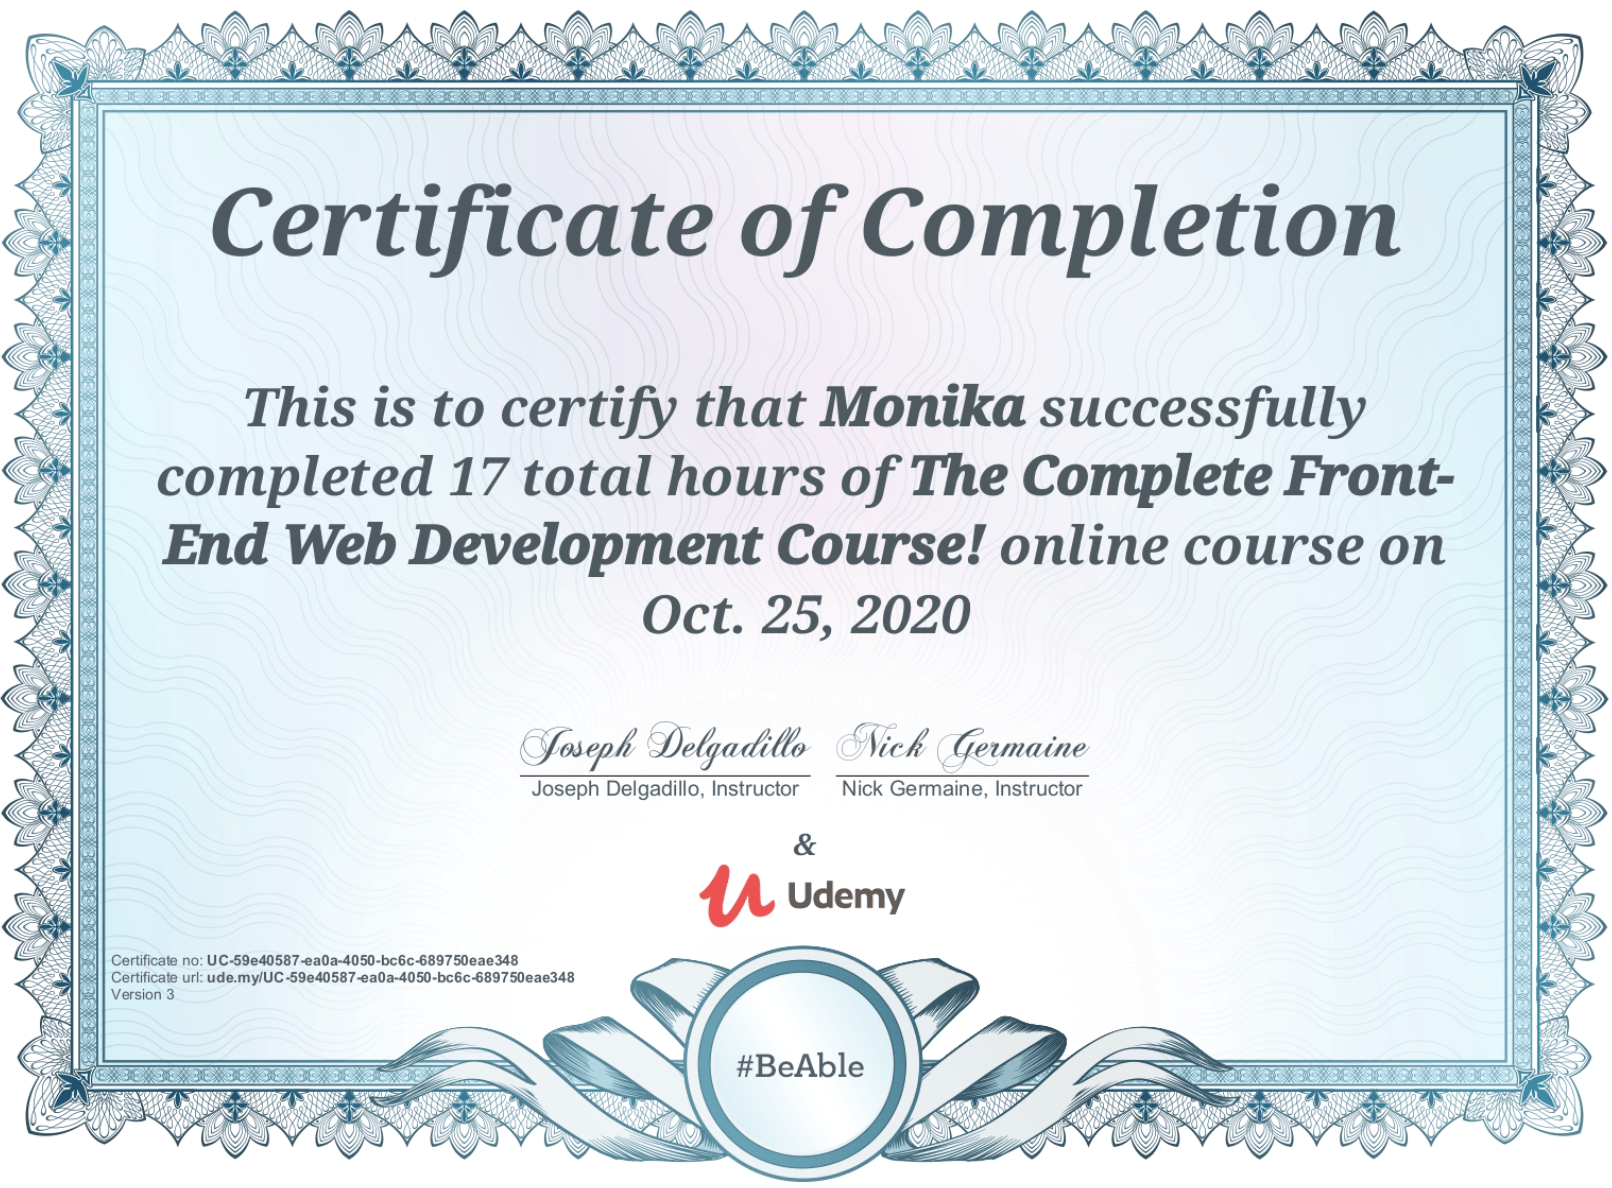 Certificate of Completion
This is to certify that Monika successfully
completed 17 total hours of The Complete Front-
End Web Development Course! online course on
Oct. 25, 2020
Joseph Delgadillo Nick Germaine
Joseph Delgadillo, Instructor Nick Germaine, Instructor
&
Udemy
Certificate no: UC-59e40587-ea0a-4050-bc6c-689750eae348
Certificate url: ude.my/UC-59e40587-ea0a-4050-bc6c-689750eae348
Version 3
#BeAble